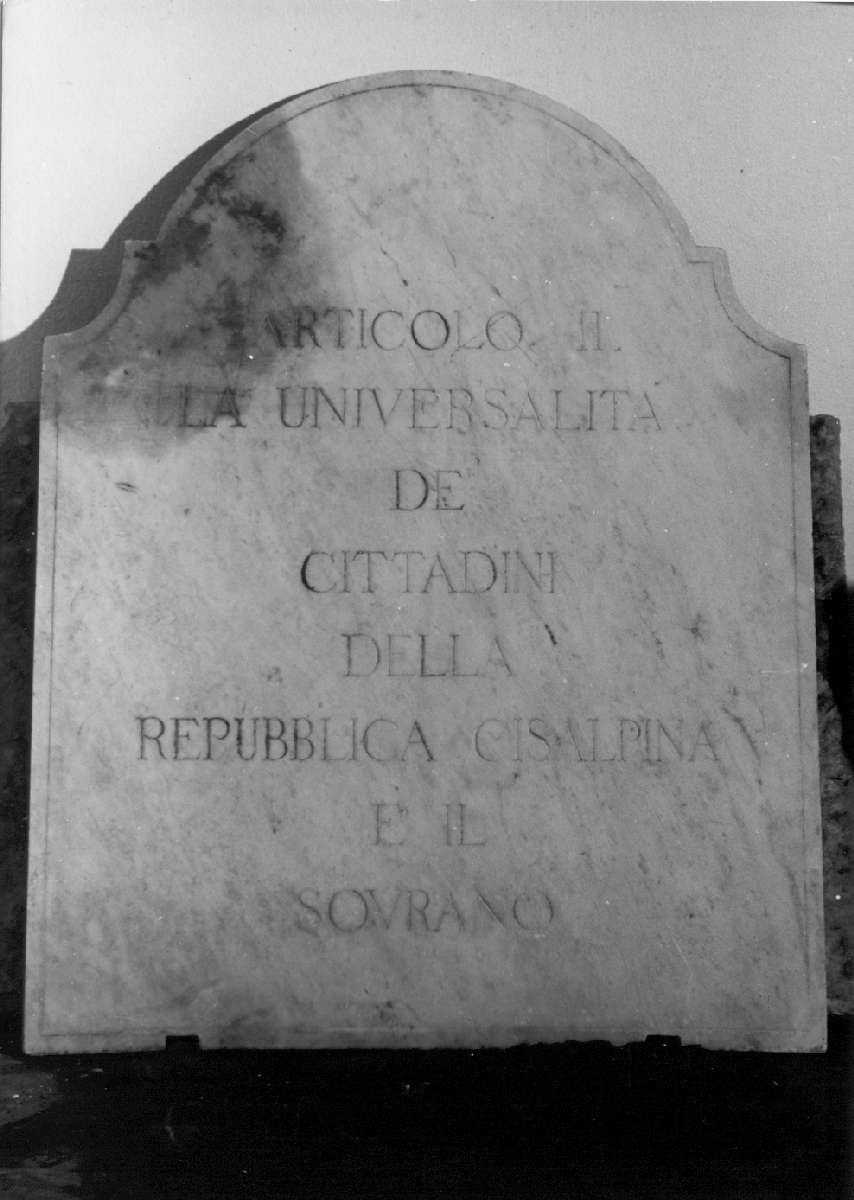 ARTICOLO II.
LA UNIVERSALITA
DE
CITTADINI
DELLA
REPUBBLICA CISALPINA
E IL
SOVRANO